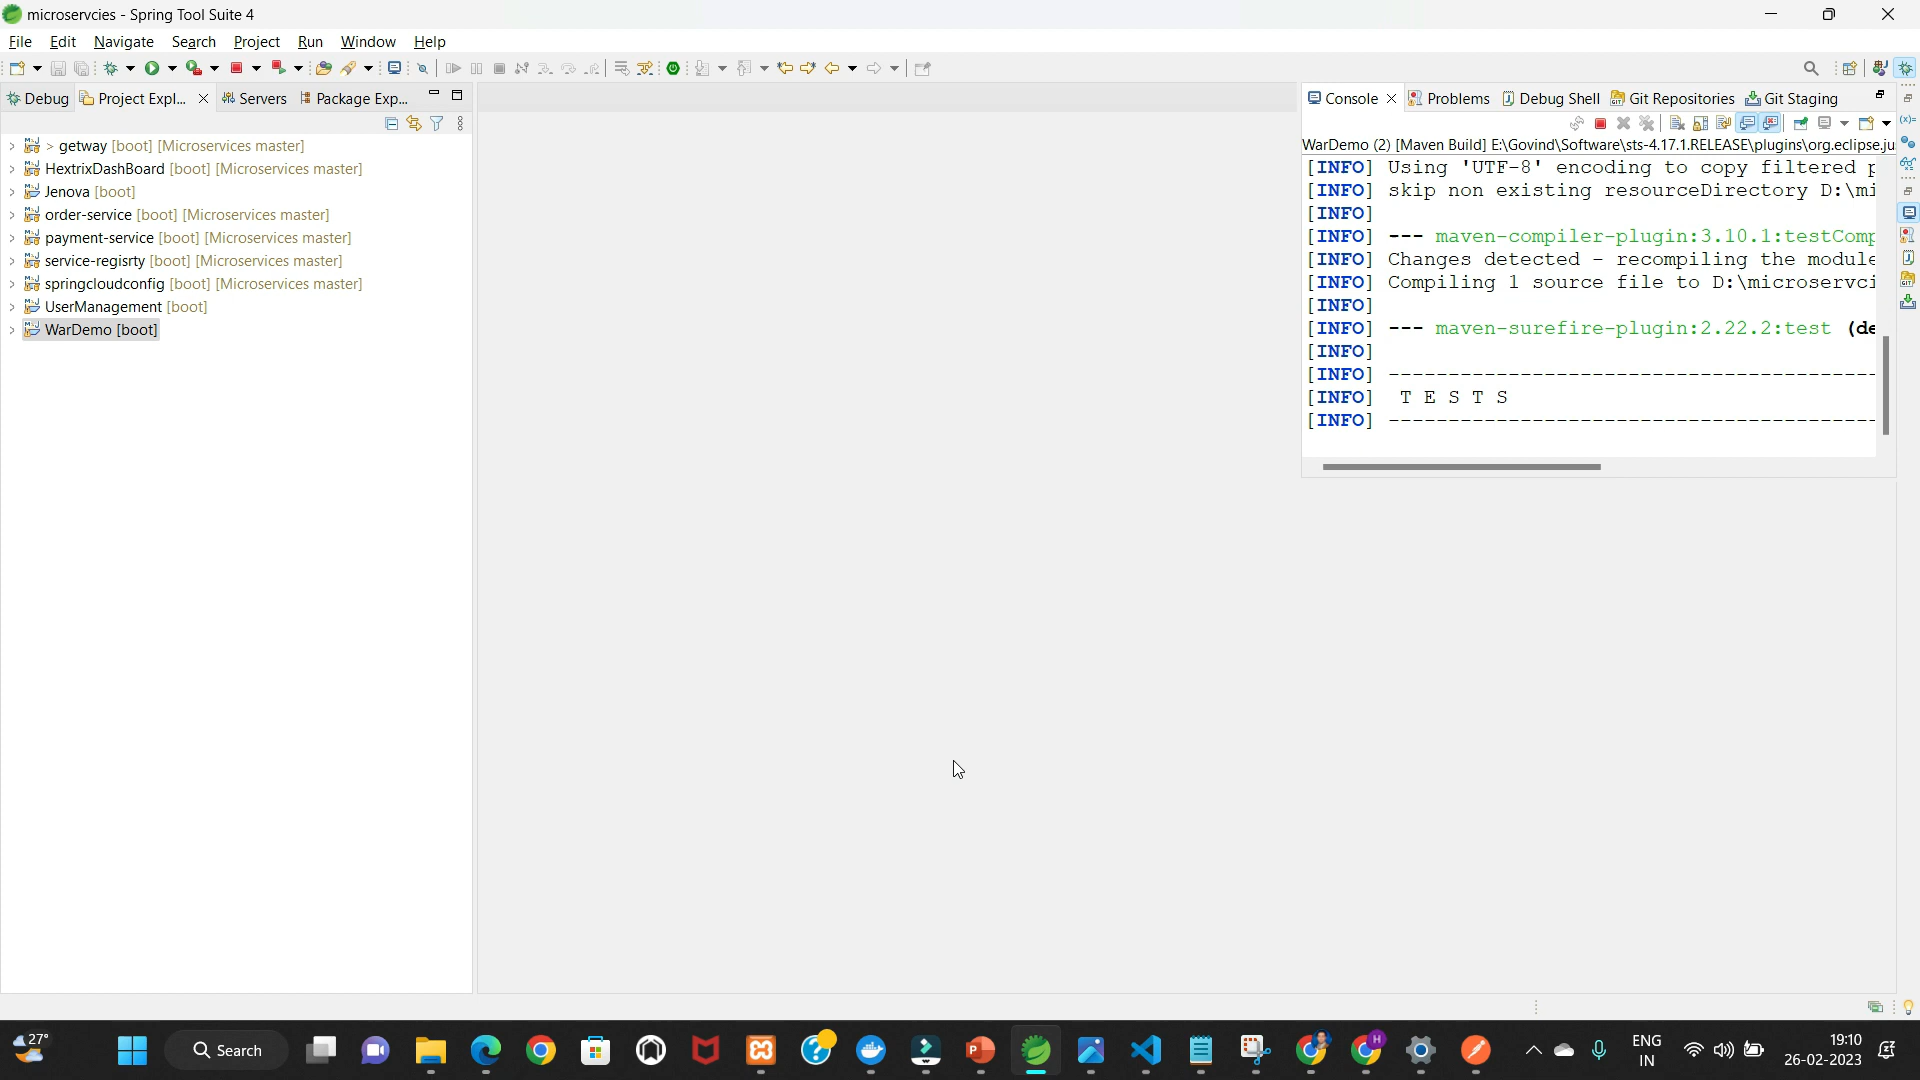 microservcies - Spring Tool Suite 4
File Edit Navigate Search Project Run Window Help
Debug Project Expl... Servers Package Exp...
> getway [boot] [Microservices master]
HextrixDashBoard [boot] [Microservices master]
Jenova [boot]
order-service [boot] [Microservices master]
payment-service [boot] [Microservices master]
service-regisrty [boot] [Microservices master]
springcloudconfig [boot] [Microservices master]
UserManagement [boot]
WarDemo [boot]
Console Problems Debug Shell Git Repositories Git Staging
WarDemo (2) [Maven Build] E:\Govind\Software\sts-4.17.1.RELEASE\plugins\org.eclipse.ju
[INFO] Using 'UTF-8' encoding to copy filtered p
[INFO] skip non existing resourceDirectory D:\mi
[INFO]
[INFO] --- maven-compiler-plugin:3.10.1:testComp
[INFO] Changes detected - recompiling the module
[INFO] Compiling 1 source file to D:\microservci
[INFO]
[INFO] --- maven-surefire-plugin:2.22.2:test (de
[INFO]
[INFO] -----------------------------------------
[INFO] T E S T S
[INFO] -----------------------------------------
(x)=
27°
Search
H
ENG
IN
19:10
26-02-2023